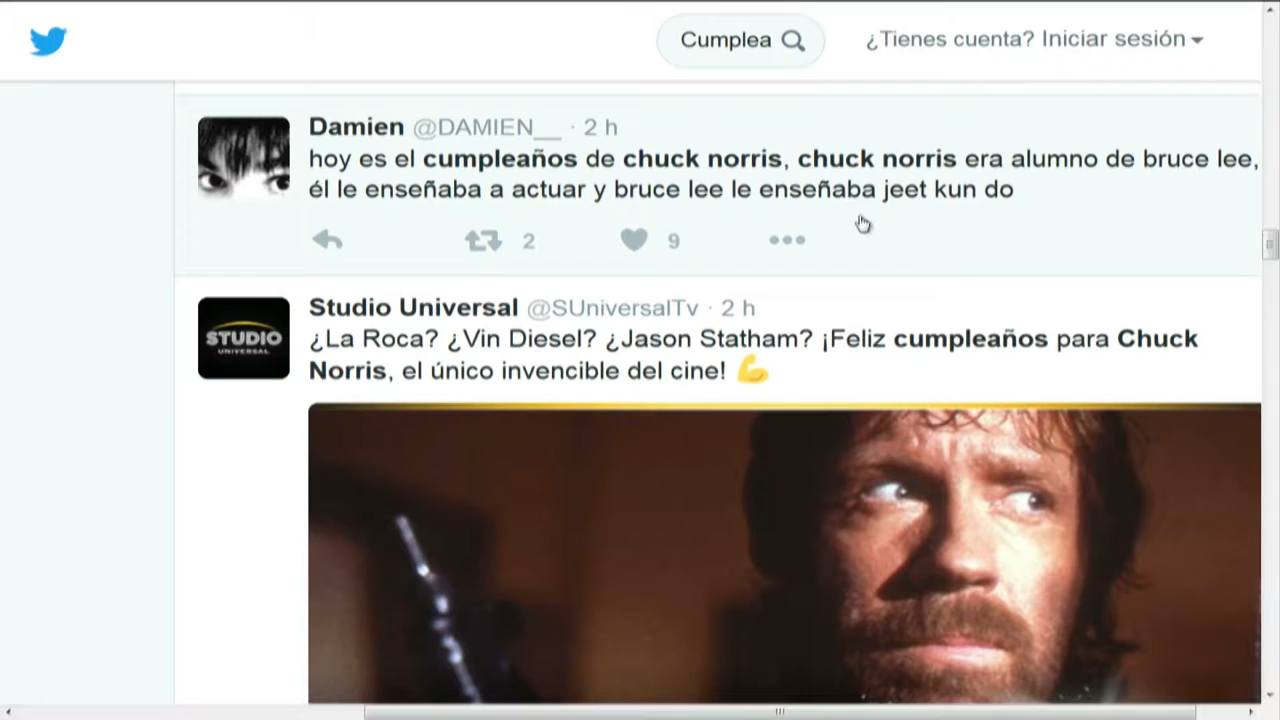 Cumplea
¿Tienes cuenta? Iniciar sesión
Damien @DAMIEN__ · 2 h
hoy es el cumpleaños de chuck norris, chuck norris era alumno de bruce lee,
él le enseñaba a actuar y bruce lee le enseñaba jeet kun do
2 9
STUDIO
UNIVERSAL
Studio Universal @SUniversalTv · 2 h
¿La Roca? ¿Vin Diesel? ¿Jason Statham? ¡Feliz cumpleaños para Chuck
Norris, el único invencible del cine! 💪